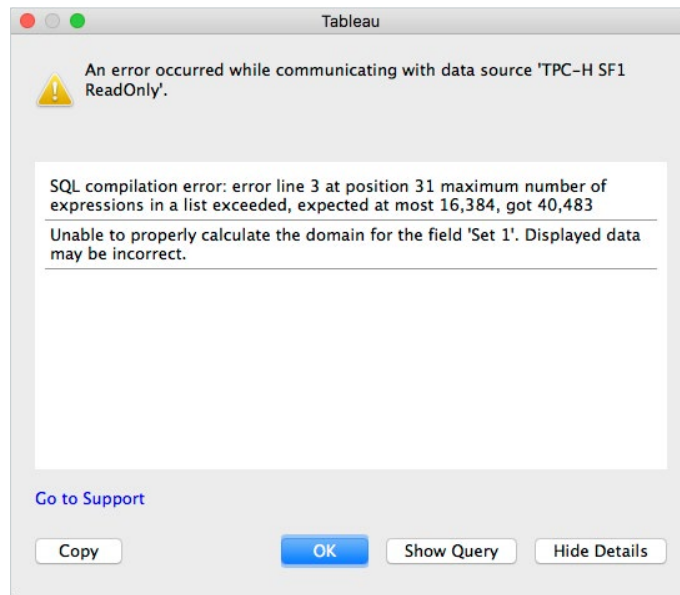 Tableau
An error occurred while communicating with data source 'TPC-H SF1
ReadOnly'.
SQL compilation error: error line 3 at position 31 maximum number of
expressions in a list exceeded, expected at most 16,384, got 40,483
Unable to properly calculate the domain for the field 'Set 1'. Displayed data
may be incorrect.
Go to Support
Copy
OK
Show Query
Hide Details